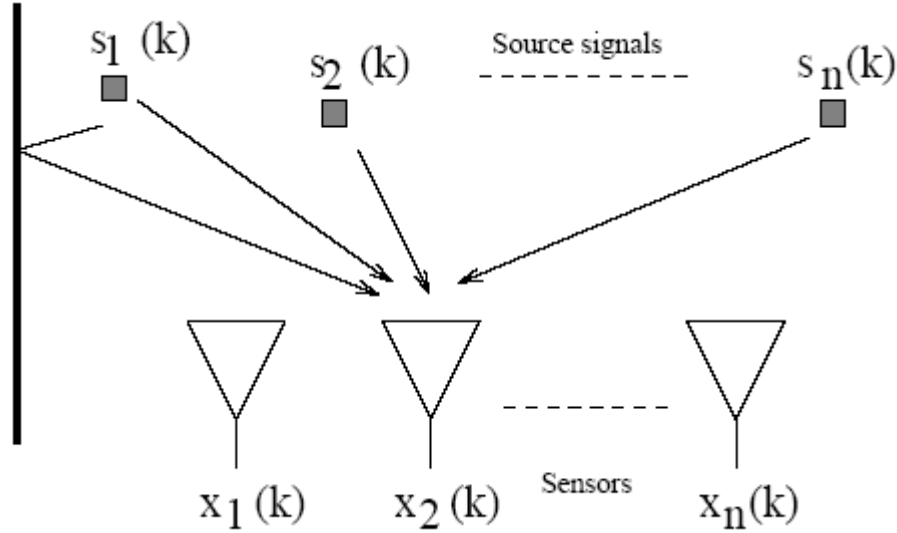 s1 (k)
s2 (k)
Source signals
sn(k)
x1 (k)
x2 (k)
Sensors
xn(k)